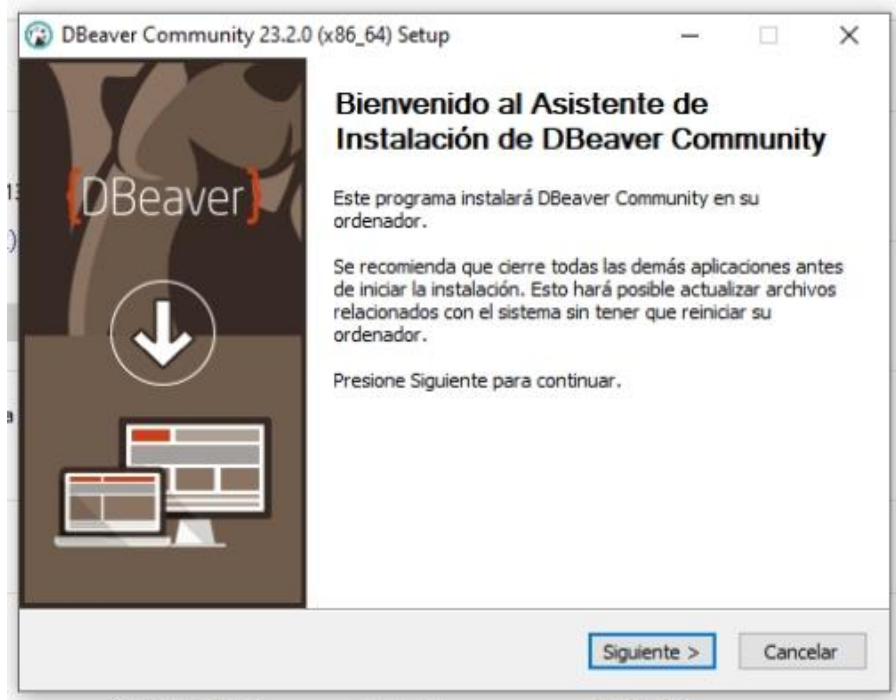 DBeaver Community 23.2.0 (x86_64) Setup
{DBeaver}
Bienvenido al Asistente de
Instalación de DBeaver Community
Este programa instalará DBeaver Community en su
ordenador.
Se recomienda que cierre todas las demás aplicaciones antes
de iniciar la instalación. Esto hará posible actualizar archivos
relacionados con el sistema sin tener que reiniciar su
ordenador.
Presione Siguiente para continuar.
Siguiente >
Cancelar